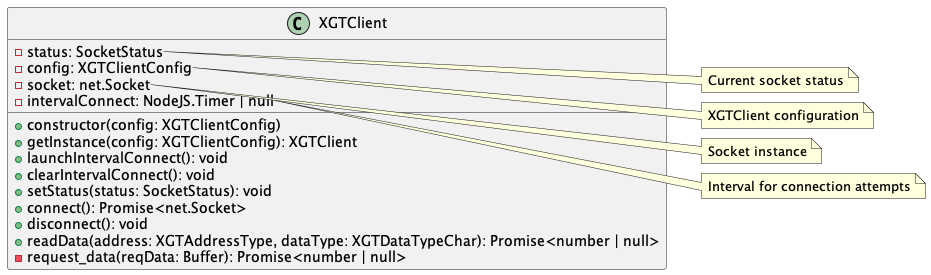 C XGTClient
status: SocketStatus
config: XGTClientConfig
socket: net.Socket
intervalConnect: NodeJS.Timer | null
constructor(config: XGTClientConfig)
getInstance(config: XGTClientConfig): XGTClient
launchIntervalConnect(): void
clearIntervalConnect(): void
setStatus(status: SocketStatus): void
connect(): Promise<net.Socket>
disconnect(): void
readData(address: XGTAddressType, dataType: XGTDataTypeChar): Promise<number | null>
request_data(reqData: Buffer): Promise<number | null>
Current socket status
XGTClient configuration
Socket instance
Interval for connection attempts